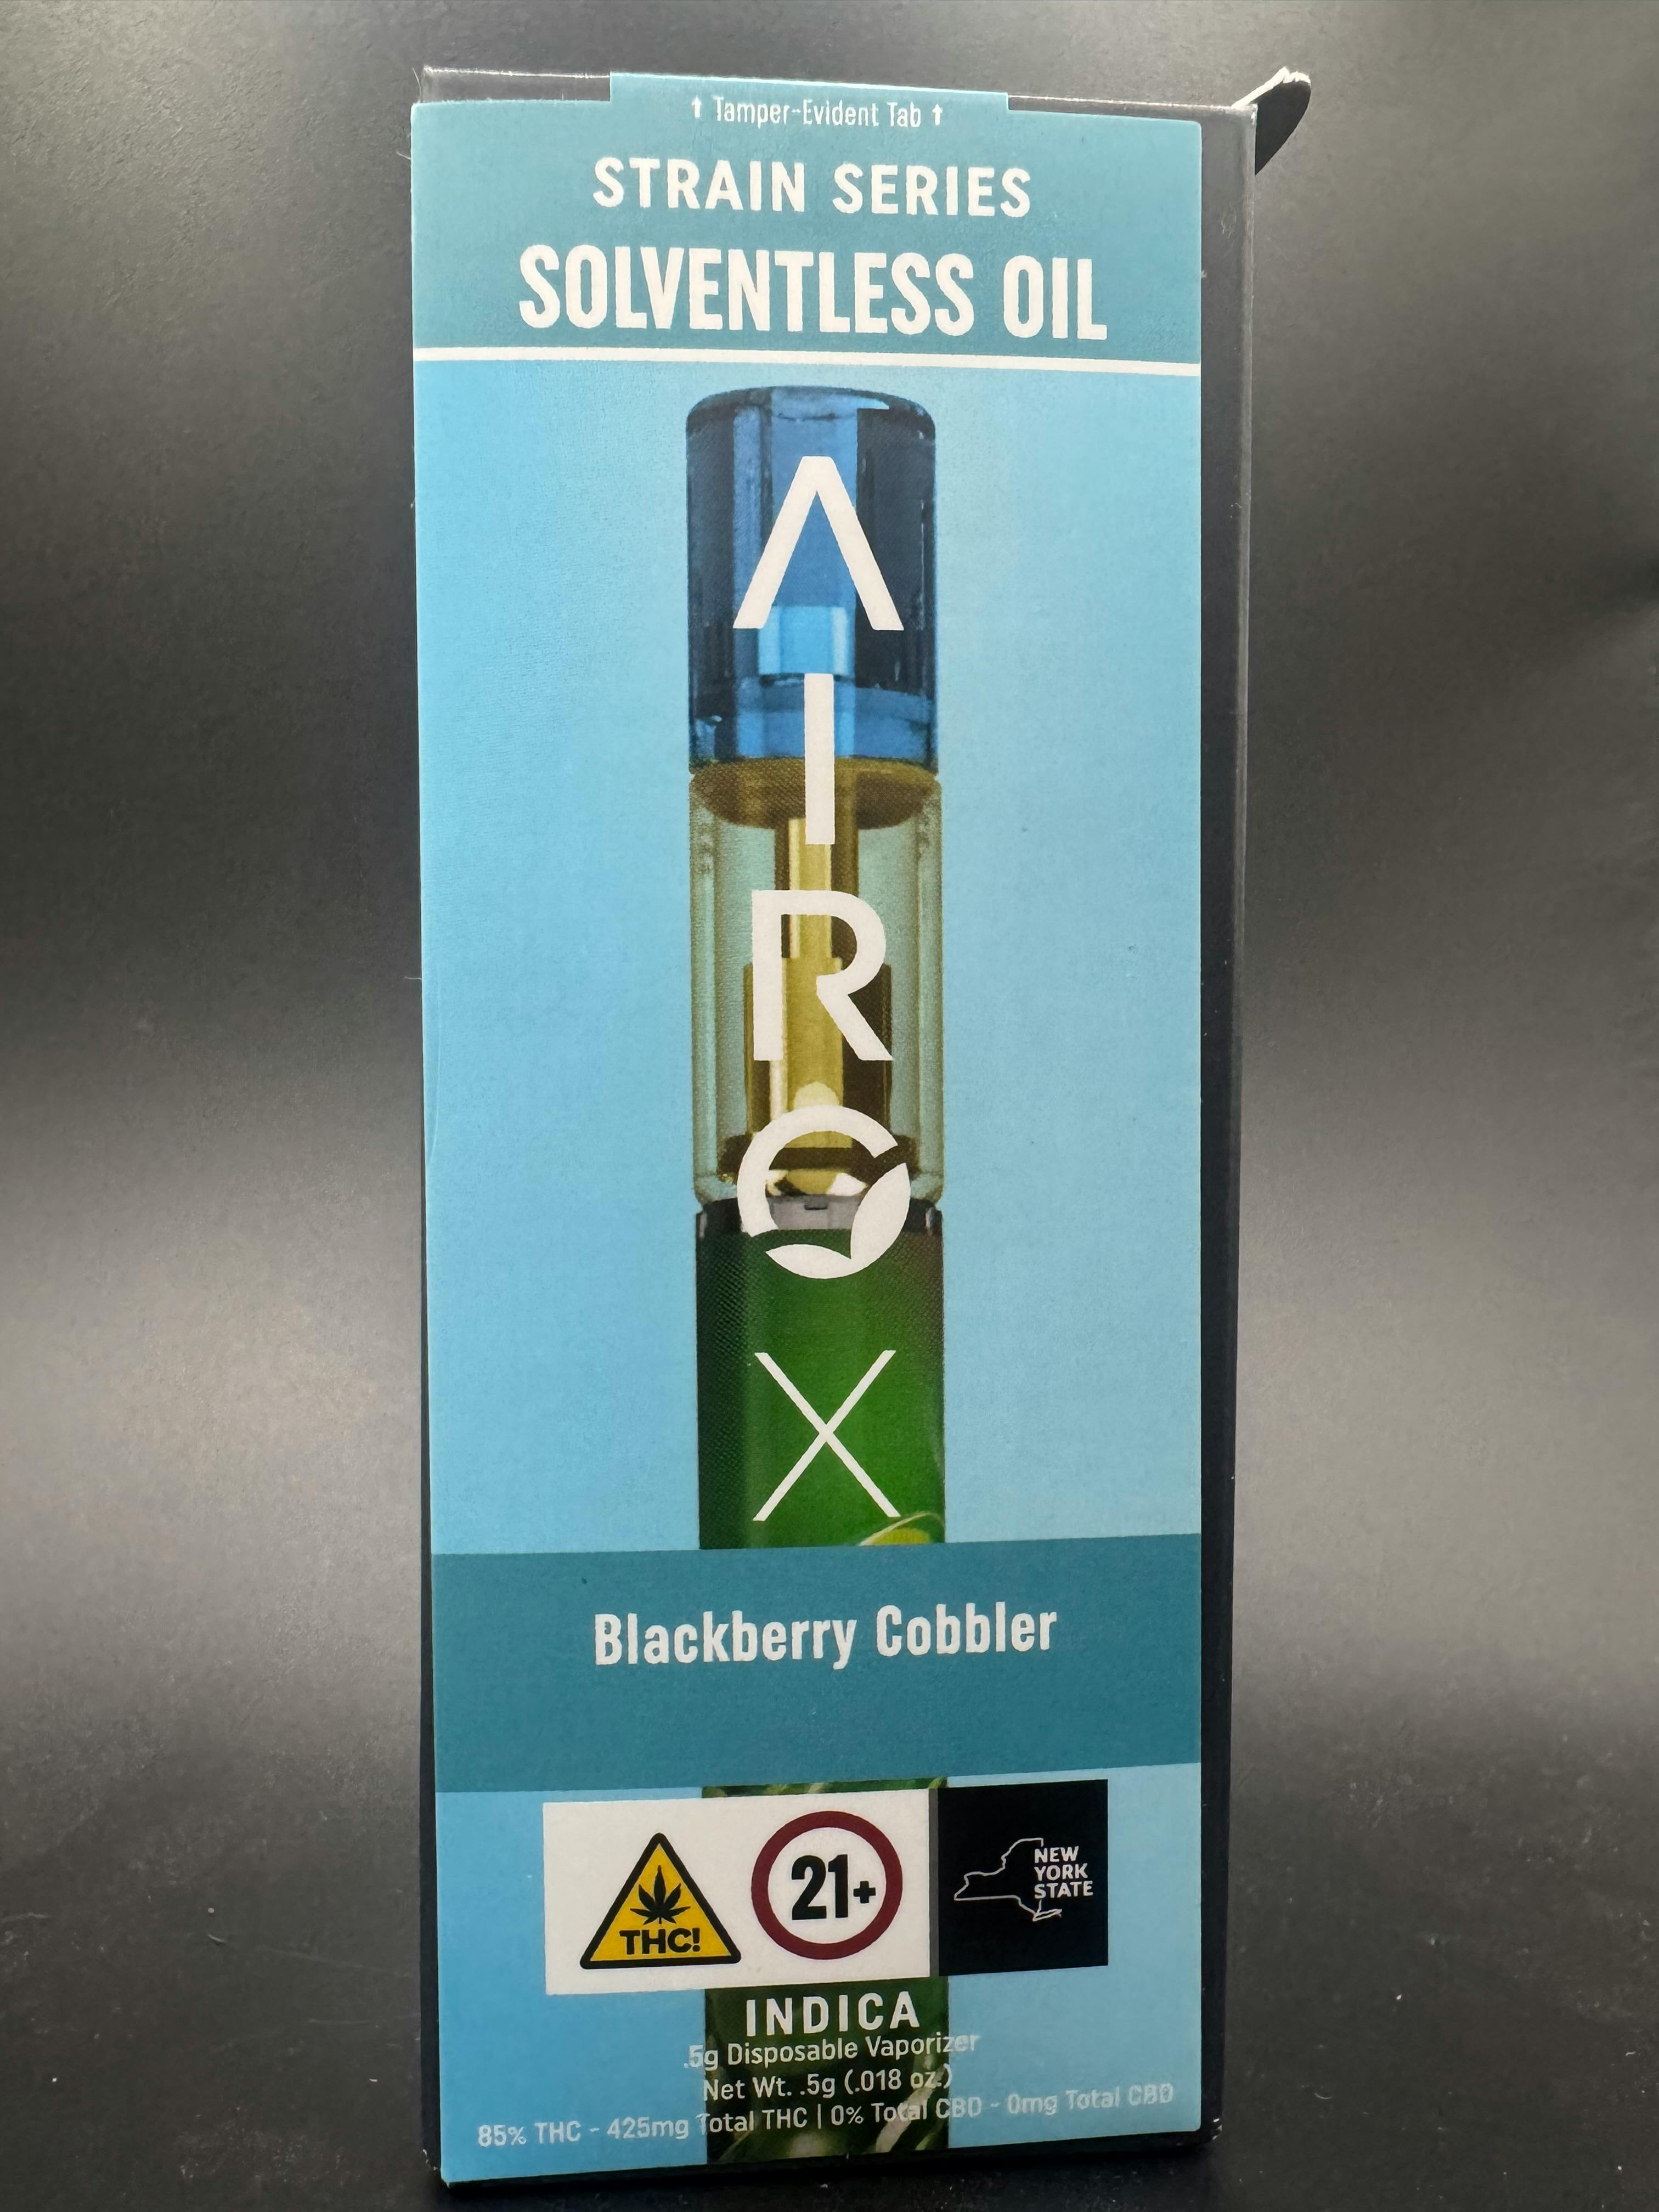 ↑ Tamper-Evident Tab ↑
STRAIN SERIES
SOLVENTLESS OIL
AIRO
X
Blackberry Cobbler
THC!
21+
NEW
YORK
STATE
INDICA
.5g Disposable Vaporizer
Net Wt. .5g (.018 oz.)
85% THC - 425mg Total THC | 0% Total CBD - 0mg Total CBD